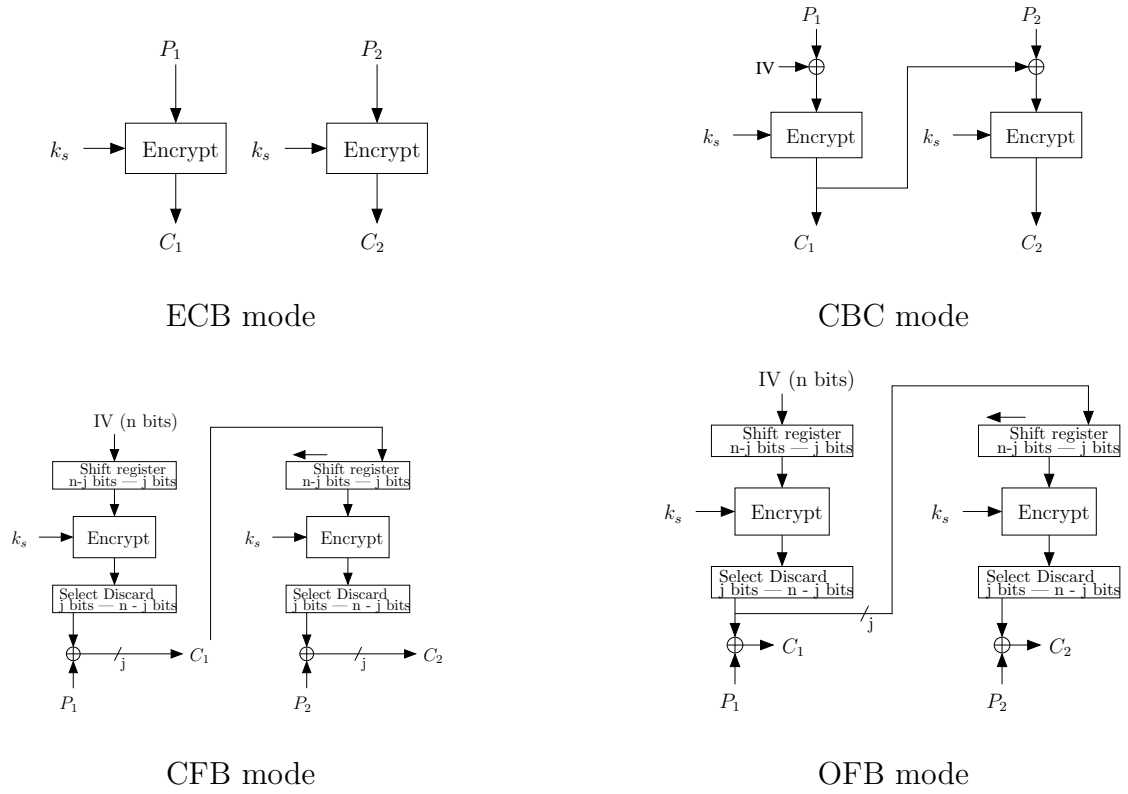 P₁ P₂
kₛ Encrypt kₛ Encrypt
C₁ C₂
ECB mode
P₁ P₂
IV
kₛ Encrypt kₛ Encrypt
C₁ C₂
CBC mode
IV (n bits)
Shift register
n-j bits — j bits
Shift register
n-j bits — j bits
kₛ Encrypt kₛ Encrypt
Select Discard
j bits — n - j bits
Select Discard
j bits — n - j bits
j C₁ j C₂
P₁ P₂
CFB mode
IV (n bits)
Shift register
n-j bits — j bits
Shift register
n-j bits — j bits
kₛ Encrypt kₛ Encrypt
Select Discard
j bits — n - j bits
Select Discard
j bits — n - j bits
j
C₁ C₂
P₁ P₂
OFB mode